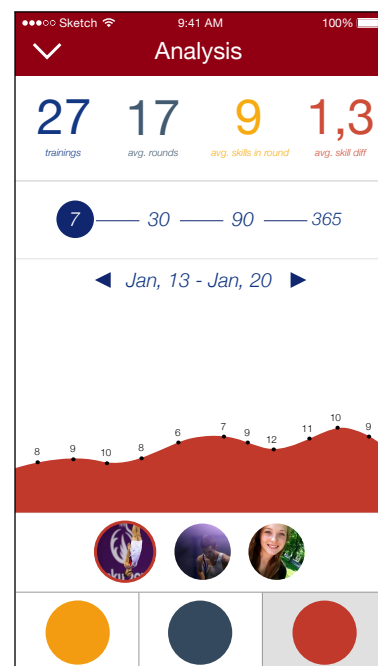 Sketch 9:41 AM 100%
Analysis
27 17 9 1,3
trainings avg. rounds avg. skills in round avg. skill diff
7 30 90 365
Jan, 13 - Jan, 20
8 9 10 8 6 7 9 12 11 10 9